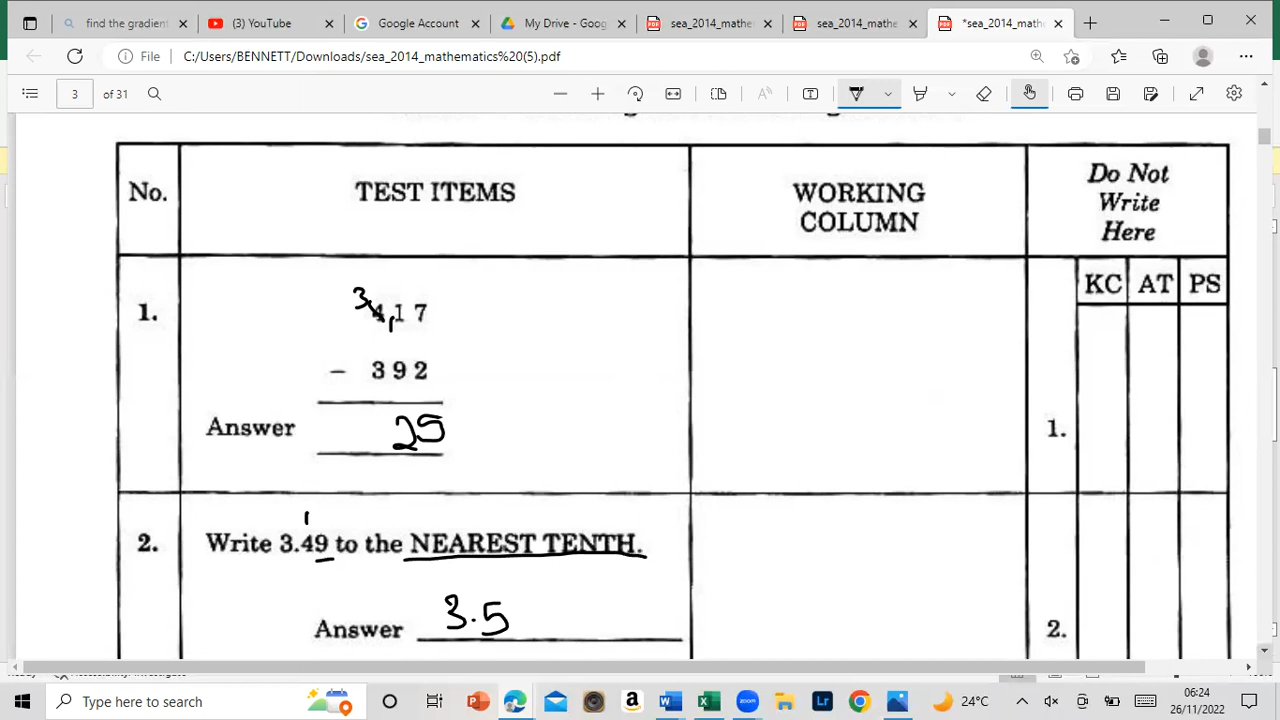 find the gradient
(3) YouTube
Google Account
My Drive - Goog
sea_2014_mathe
sea_2014_mathe
*sea_2014_math
File
C:/Users/BENNETT/Downloads/sea_2014_mathematics%20(5).pdf
3 of 31
No.
TEST ITEMS
WORKING
COLUMN
Do Not
Write
Here
KC AT PS
1.
3
4 1 1 7
- 3 9 2
Answer
25
1.
1
2.
Write 3.49 to the NEAREST TENTH.
Answer 3.5
2.
Type here to search
24°C
06:24
26/11/2022